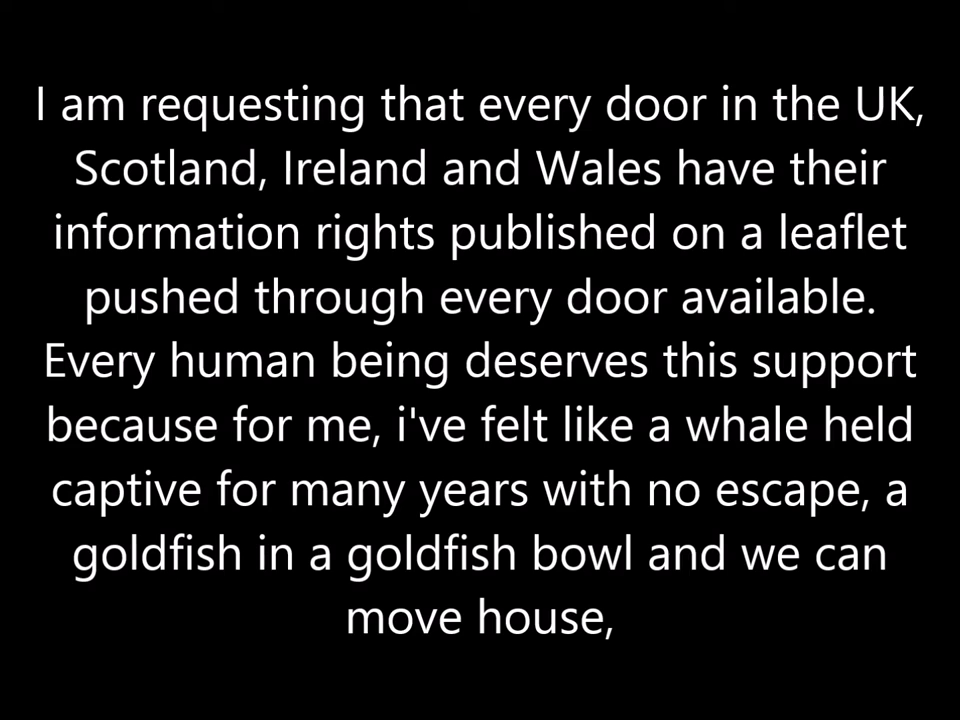 I am requesting that every door in the UK,
Scotland, Ireland and Wales have their
information rights published on a leaflet
pushed through every door available.
Every human being deserves this support
because for me, i've felt like a whale held
captive for many years with no escape, a
goldfish in a goldfish bowl and we can
move house,